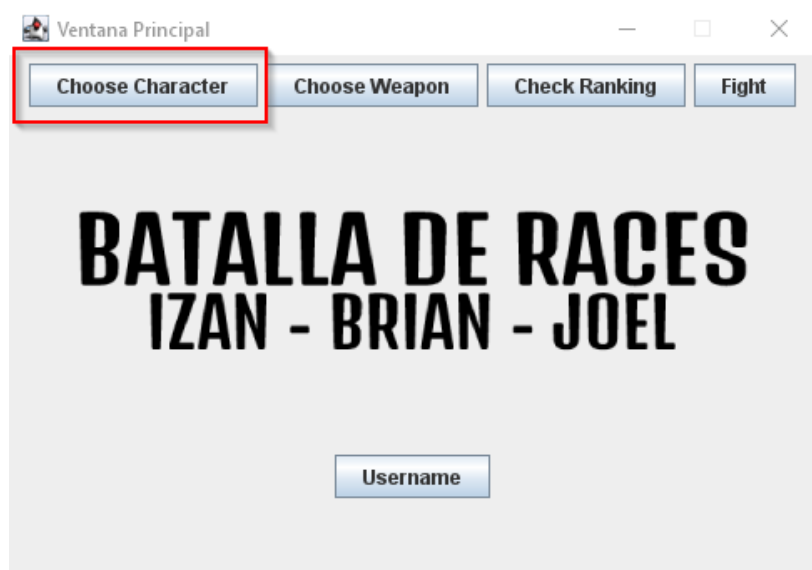 Ventana Principal
Choose Character Choose Weapon Check Ranking Fight
BATALLA DE RACES
IZAN - BRIAN - JOEL
Username